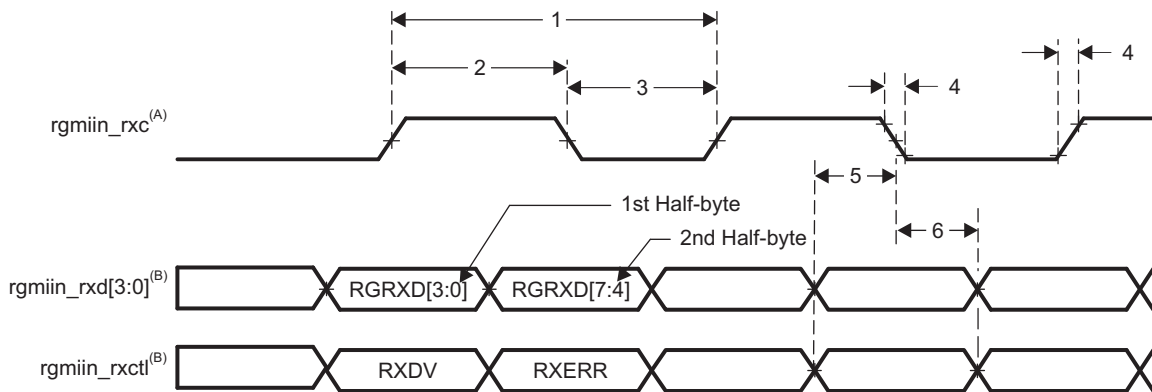 1
2
3
4
4
rgmiin_rxc(A)
5
1st Half-byte
6
2nd Half-byte
rgmiin_rxd[3:0](B)
RGRXD[3:0]
RGRXD[7:4]
rgmiin_rxctl(B)
RXDV
RXERR